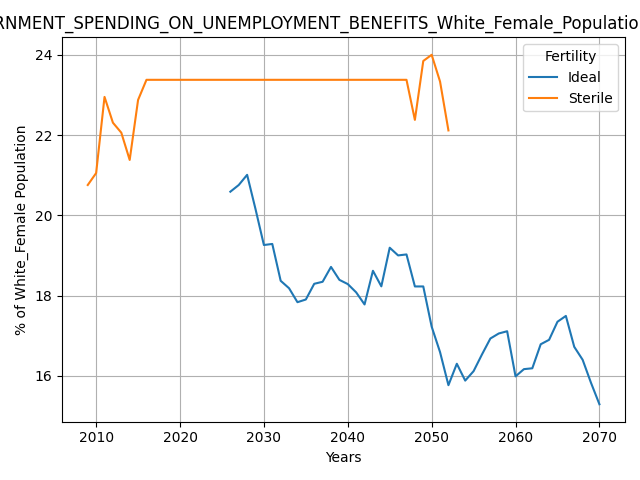 RNMENT_SPENDING_ON_UNEMPLOYMENT_BENEFITS_White_Female_Populatio
Fertility
Ideal
Sterile
% of White_Female Population
24
22
20
18
16
2010 2020 2030 2040 2050 2060 2070
Years